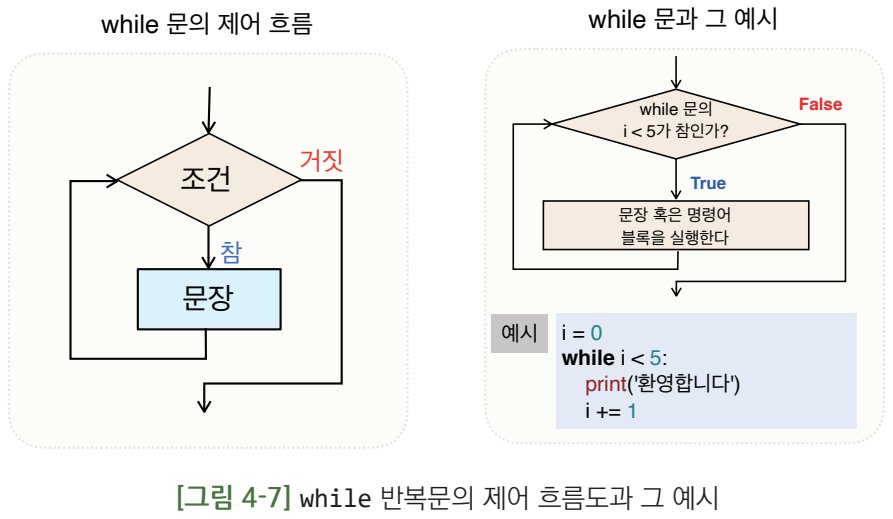 while 문의 제어 흐름
조건
거짓
참
문장
while 문과 그 예시
while 문의
i < 5가 참인가?
False
True
문장 혹은 명령어
블록을 실행한다
예시
i = 0
while i < 5:
print('환영합니다')
i += 1
[그림 4-7] while 반복문의 제어 흐름도과 그 예시